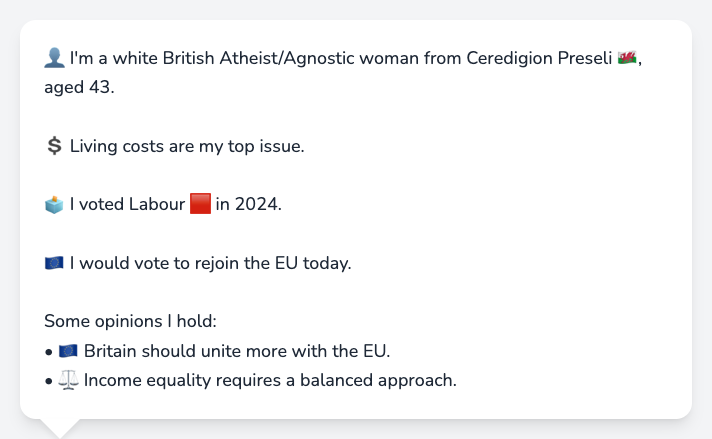 👤 I'm a white British Atheist/Agnostic woman from Ceredigion Preseli 🏴󠁧󠁢󠁷󠁬󠁳󠁿,
aged 43.
💲 Living costs are my top issue.
🗳️ I voted Labour 🟥 in 2024.
🇪🇺 I would vote to rejoin the EU today.
Some opinions I hold:
• 🇪🇺 Britain should unite more with the EU.
• ⚖️ Income equality requires a balanced approach.